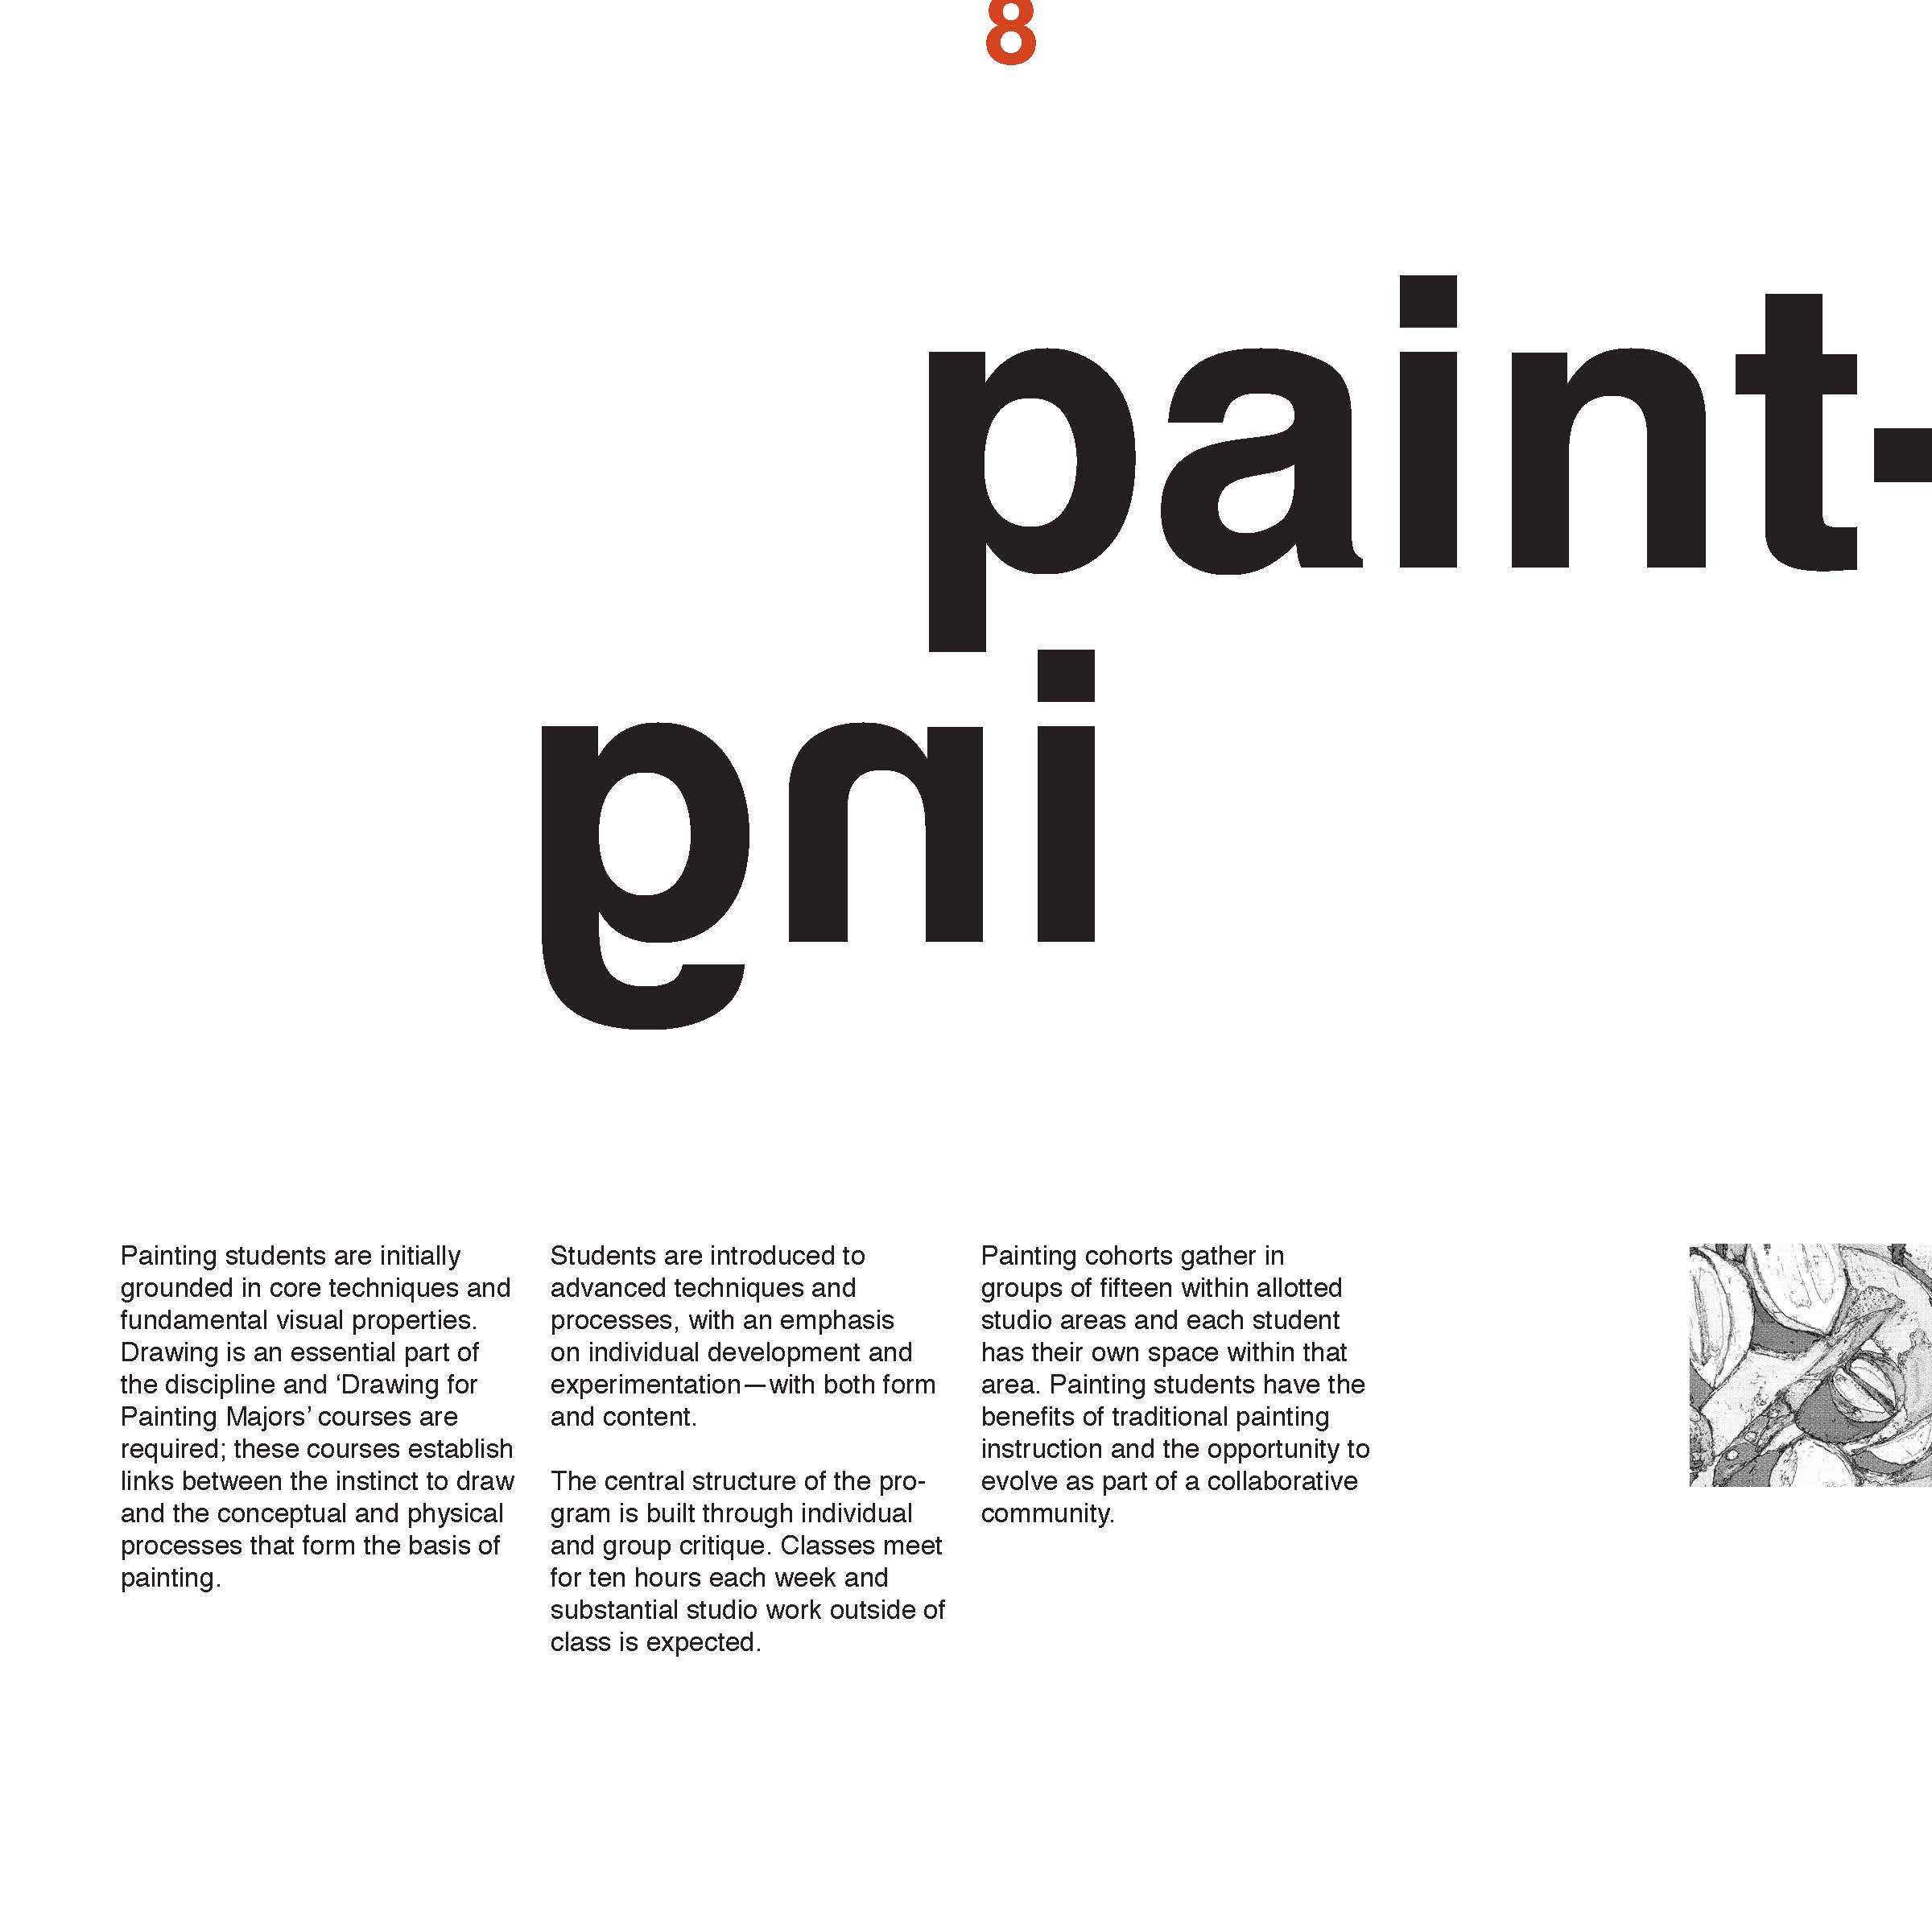 8
paint-
ing
Painting students are initially
grounded in core techniques and
fundamental visual properties.
Drawing is an essential part of
the discipline and ‘Drawing for
Painting Majors’ courses are
required; these courses establish
links between the instinct to draw
and the conceptual and physical
processes that form the basis of
painting.
Students are introduced to
advanced techniques and
processes, with an emphasis
on individual development and
experimentation—with both form
and content.
The central structure of the pro-
gram is built through individual
and group critique. Classes meet
for ten hours each week and
substantial studio work outside of
class is expected.
Painting cohorts gather in
groups of fifteen within allotted
studio areas and each student
has their own space within that
area. Painting students have the
benefits of traditional painting
instruction and the opportunity to
evolve as part of a collaborative
community.